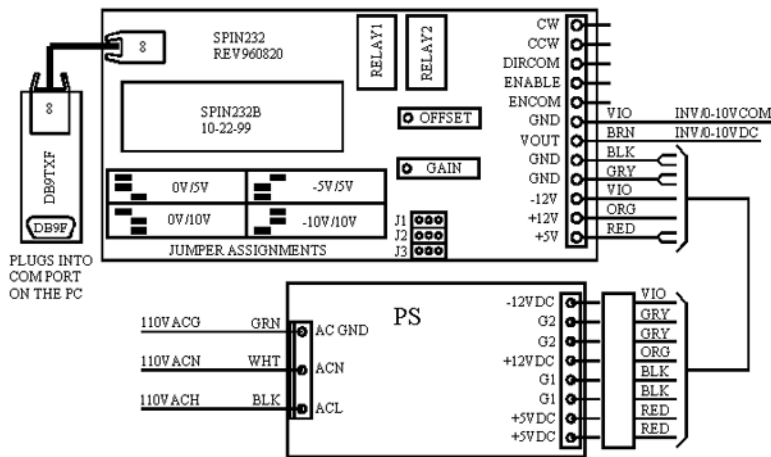 SPIN232
REV960820
8
RELAY1
RELAY2
CW
CCW
DIRCOM
ENABLE
ENCOM
GND VIO INV/0-10VCOM
VOUT BRN INV/0-10VDC
GND BLK
GND GRY
-12V VIO
+12V ORG
+5V RED
8
DB9TXF
DB9F
PLUGS INTO
COM PORT
ON THE PC
SPIN232B
10-22-99
OFFSET
GAIN
0V/5V -5V/5V
0V/10V -10V/10V
JUMPER ASSIGNMENTS
J1
J2
J3
PS
110VACG GRN AC GND
110VACN WHT ACN
110VACH BLK ACL
-12VDC VIO
G2 GRY
G2 GRY
+12VDC ORG
G1 BLK
G1 BLK
+5VDC RED
+5VDC RED